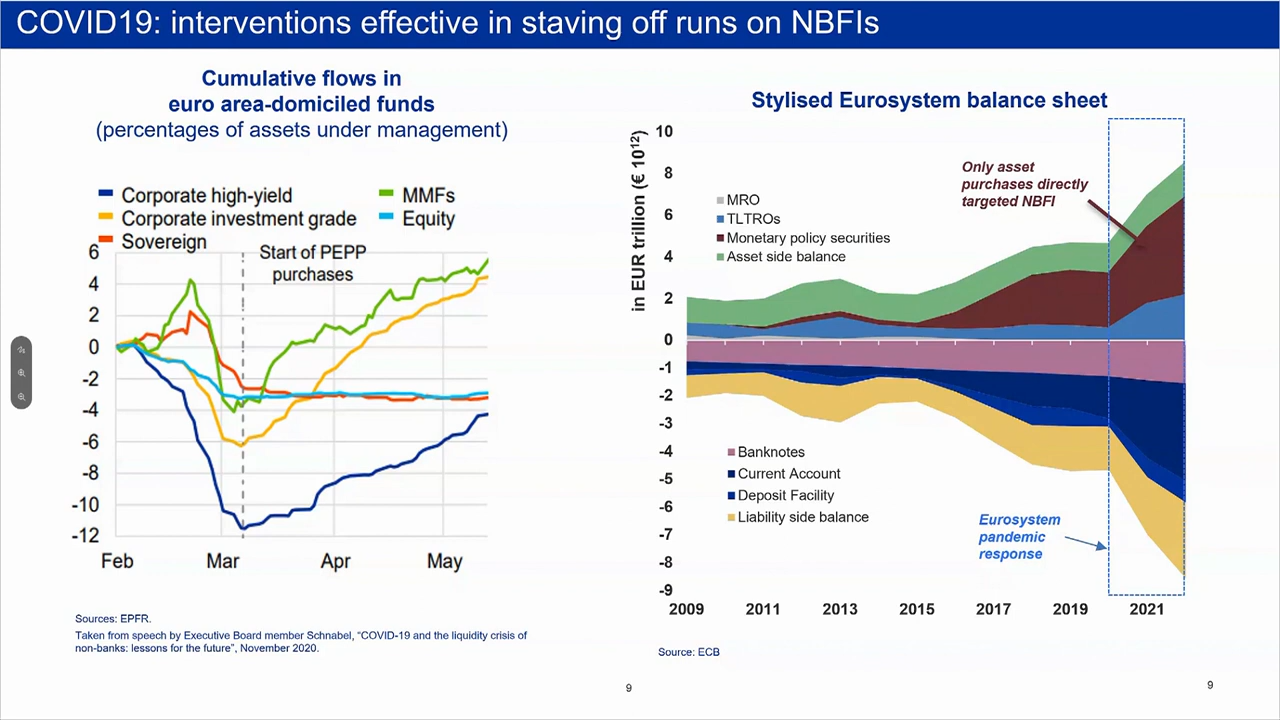 COVID19: interventions effective in staving off runs on NBFIs
Cumulative flows in
euro area-domiciled funds
(percentages of assets under management)
Corporate high-yield
MMFs
Corporate investment grade
Equity
Sovereign
Start of PEPP
purchases
6
4
2
0
-2
-4
-6
-8
-10
-12
Feb
Mar
Apr
May
Sources: EPFR.
Taken from speech by Executive Board member Schnabel, “COVID-19 and the liquidity crisis of
non-banks: lessons for the future”, November 2020.
9
Stylised Eurosystem balance sheet
in EUR trillion (€ 10¹²)
10
8
6
4
2
0
-1
-2
-3
-4
-5
-6
-7
-8
-9
MRO
TLTROs
Monetary policy securities
Asset side balance
Only asset
purchases directly
targeted NBFI
Banknotes
Current Account
Deposit Facility
Liability side balance
Eurosystem
pandemic
response
2009
2011
2013
2015
2017
2019
2021
Source: ECB
9